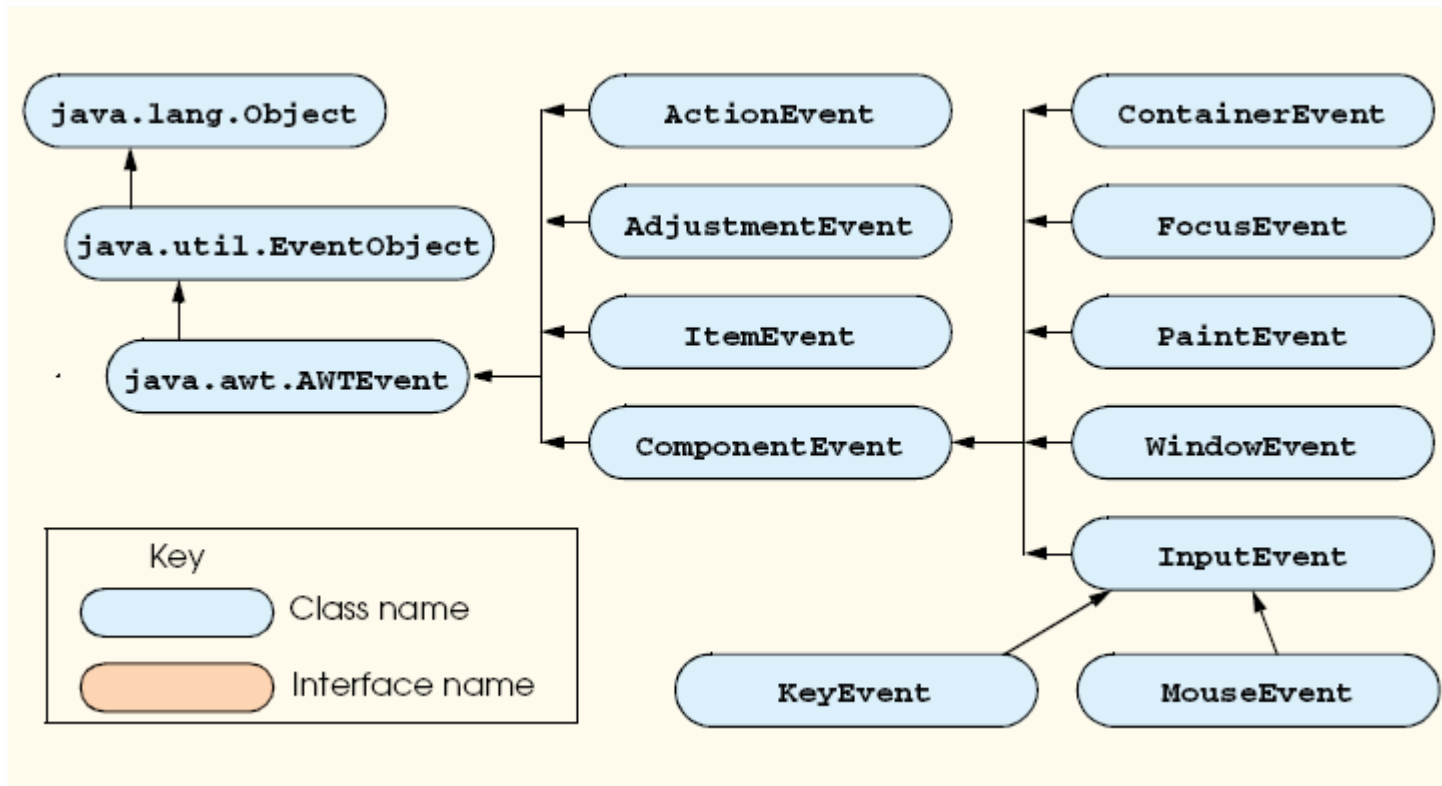 java.lang.Object
java.util.EventObject
java.awt.AWTEvent
ActionEvent
AdjustmentEvent
ItemEvent
ComponentEvent
ContainerEvent
FocusEvent
PaintEvent
WindowEvent
InputEvent
KeyEvent
MouseEvent
Key
Class name
Interface name